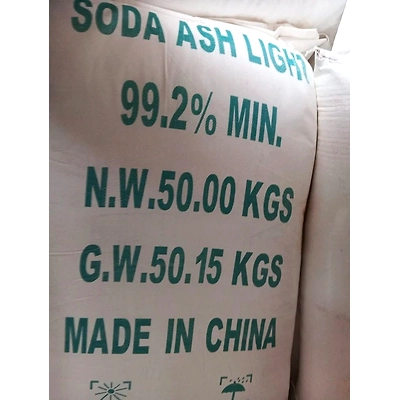 SODA ASH LIGHT
99.2% MIN.
N.W.50.00 KGS
G.W.50.15 KGS
MADE IN CHINA